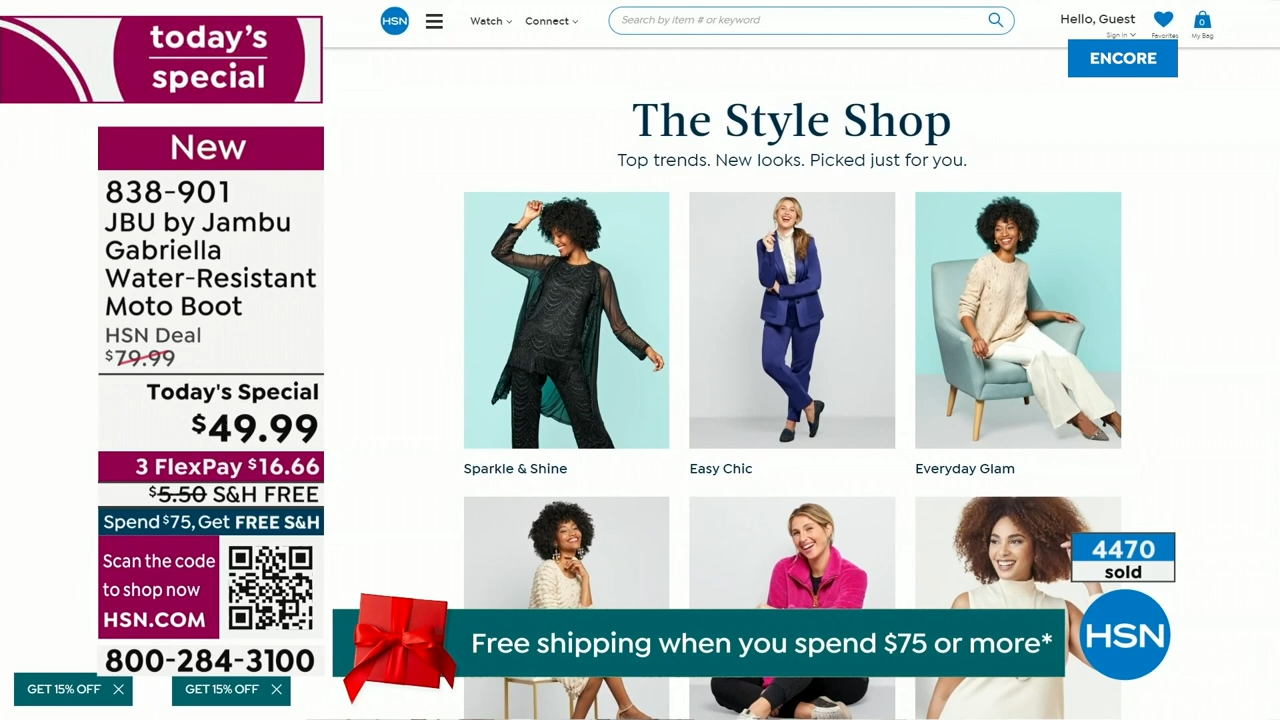 today's
special
New
838-901
JBU by Jambu
Gabriella
Water-Resistant
Moto Boot
HSN Deal
$79.99
Today's Special
$49.99
3 FlexPay $16.66
$5.50 S&H FREE
Spend $75, Get FREE S&H
Scan the code
to shop now
HSN.COM
800-284-3100
GET 15% OFF
GET 15% OFF
HSN
Watch
Connect
Search by item # or keyword
Hello, Guest
Sign In
Favorites
0
My Bag
ENCORE
The Style Shop
Top trends. New looks. Picked just for you.
Sparkle & Shine
Easy Chic
Everyday Glam
4470
sold
Free shipping when you spend $75 or more*
HSN